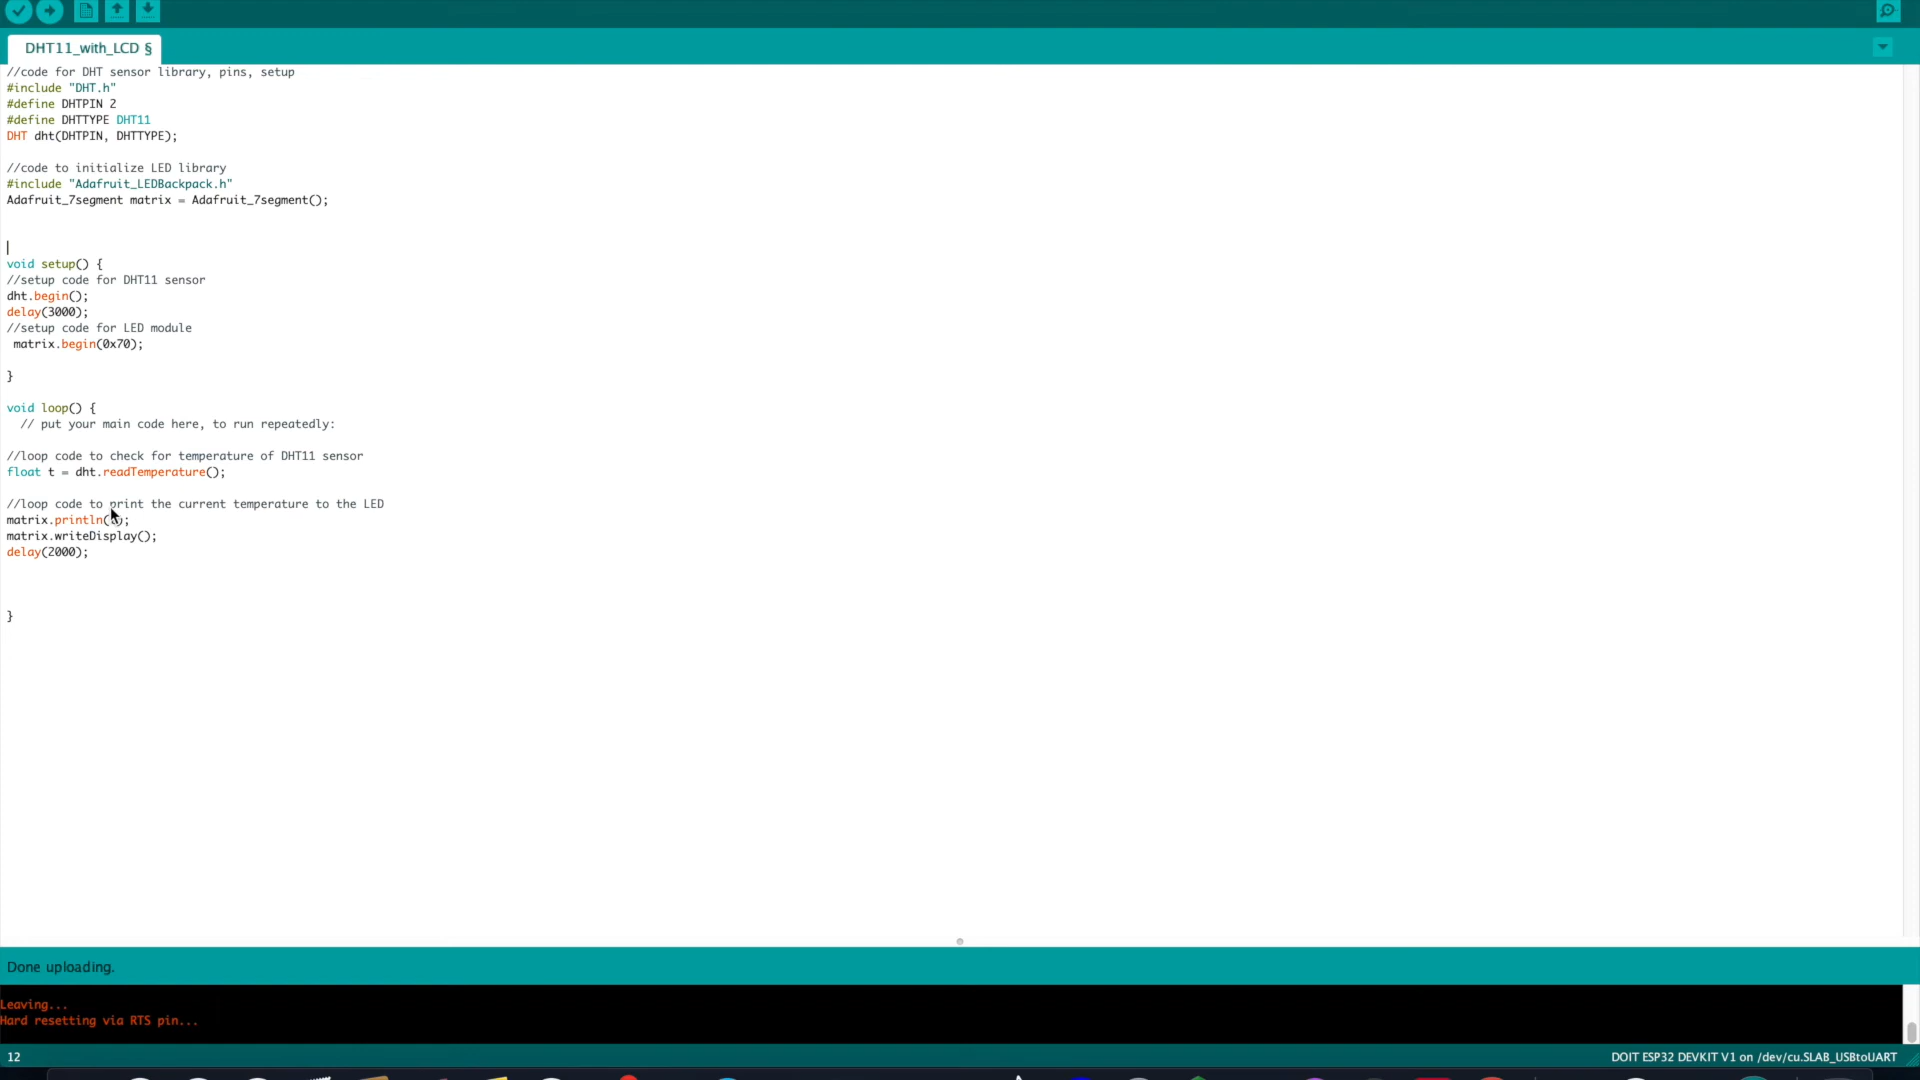 DHT11_with_LCD §
//code for DHT sensor library, pins, setup
#include "DHT.h"
#define DHTPIN 2
#define DHTTYPE DHT11
DHT dht(DHTPIN, DHTTYPE);
//code to initialize LED library
#include "Adafruit_LEDBackpack.h"
Adafruit_7segment matrix = Adafruit_7segment();
void setup() {
//setup code for DHT11 sensor
dht.begin();
delay(3000);
//setup code for LED module
matrix.begin(0x70);
}
void loop() {
// put your main code here, to run repeatedly:
//loop code to check for temperature of DHT11 sensor
float t = dht.readTemperature();
//loop code to print the current temperature to the LED
matrix.println( );
matrix.writeDisplay();
delay(2000);
}
Done uploading.
Leaving...
Hard resetting via RTS pin...
12
DOIT ESP32 DEVKIT V1 on /dev/cu.SLAB_USBtoUART